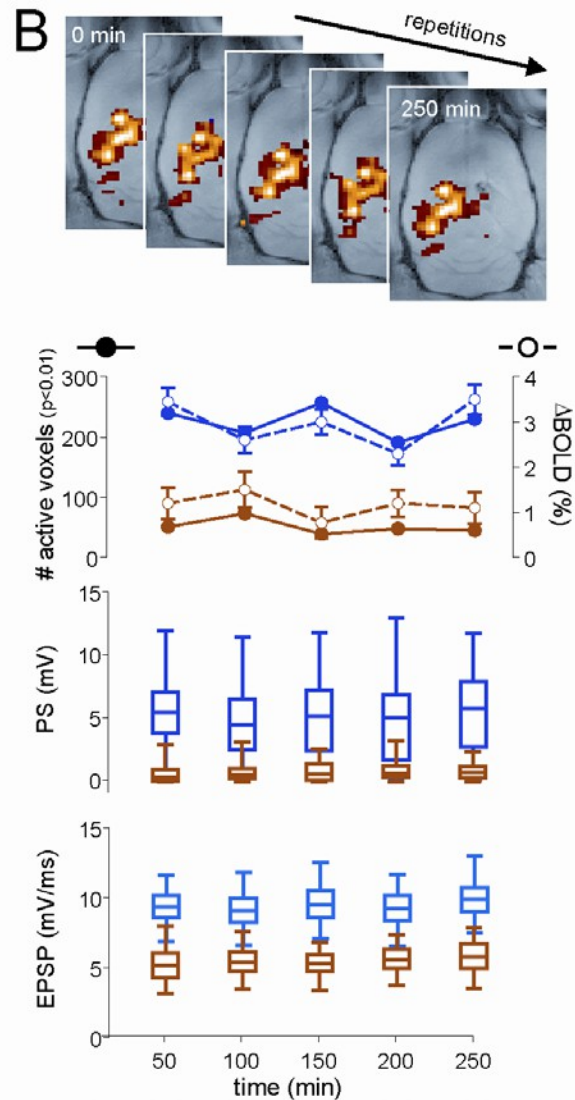 B
0 min
repetitions
250 min
# active voxels (p<0.01)
300
200
100
0
ΔBOLD (%)
4
3
2
1
0
PS (mV)
15
10
5
0
EPSP (mV/ms)
15
10
5
0
50 100 150 200 250
time (min)